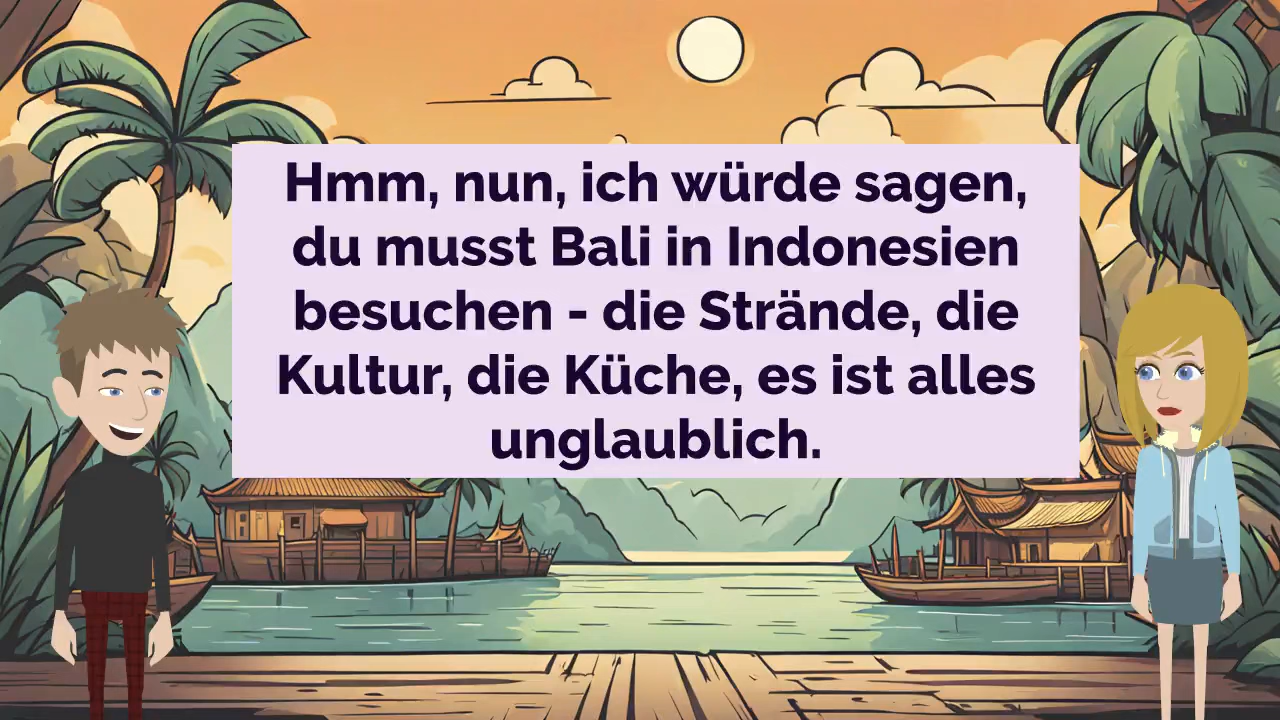 Hmm, nun, ich würde sagen,
du musst Bali in Indonesien
besuchen - die Strände, die
Kultur, die Küche, es ist alles
unglaublich.